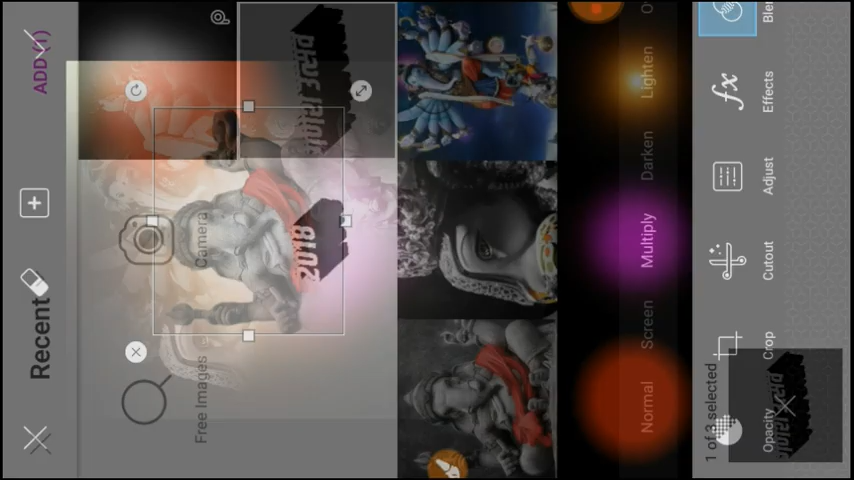 ADD (1)
Recent
Camera
Free Images
2018
Normal
Screen
Multiply
Darken
Lighten
Effects
Adjust
Cutout
Crop
Opacity
1 of 3 selected